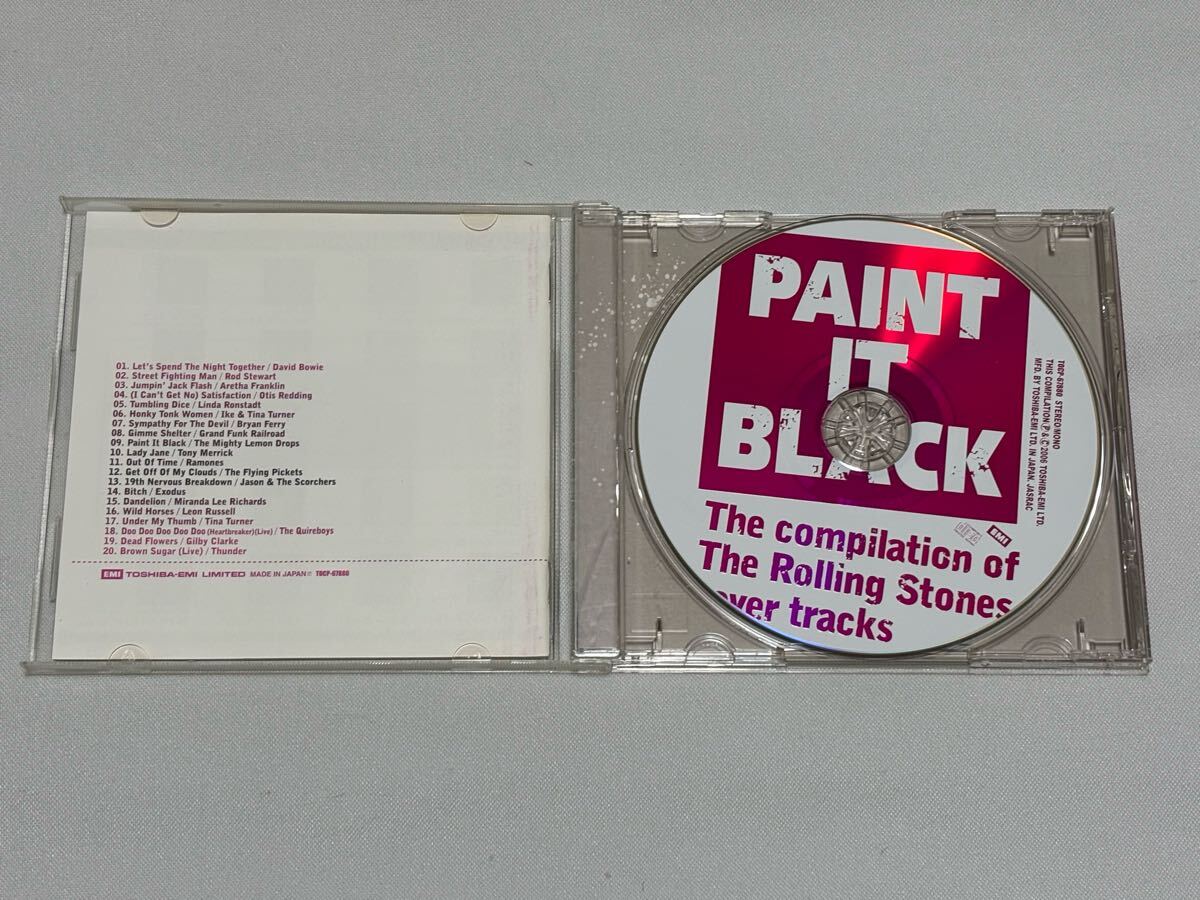 01. Let's Spend The Night Together / David Bowie
02. Street Fighting Man / Rod Stewart
03. Jumpin' Jack Flash / Aretha Franklin
04. (I Can't Get No) Satisfaction / Otis Redding
05. Tumbling Dice / Linda Ronstadt
06. Honky Tonk Women / Ike & Tina Turner
07. Sympathy For The Devil / Bryan Ferry
08. Gimme Shelter / Grand Funk Railroad
09. Paint It Black / The Mighty Lemon Drops
10. Lady Jane / Tony Merrick
11. Out Of Time / Ramones
12. Get Off Of My Clouds / The Flying Pickets
13. 19th Nervous Breakdown / Jason & The Scorchers
14. Bitch / Exodus
15. Dandelion / Miranda Lee Richards
16. Wild Horses / Leon Russell
17. Under My Thumb / Tina Turner
18. Doo Doo Doo Doo Doo (Heartbreaker)(Live) / The Quireboys
19. Dead Flowers / Gilby Clarke
20. Brown Sugar (Live) / Thunder
EMI TOSHIBA-EMI LIMITED MADE IN JAPAN TOCP-67880
PAINT
IT
BLACK
The compilation of
The Rolling Stones
over tracks
EMI
TOCP-67880 STEREO/MONO
THIS COMPILATION Ⓟ & © 2006 TOSHIBA-EMI LTD.
MFD. BY TOSHIBA-EMI LTD. IN JAPAN. JASRAC